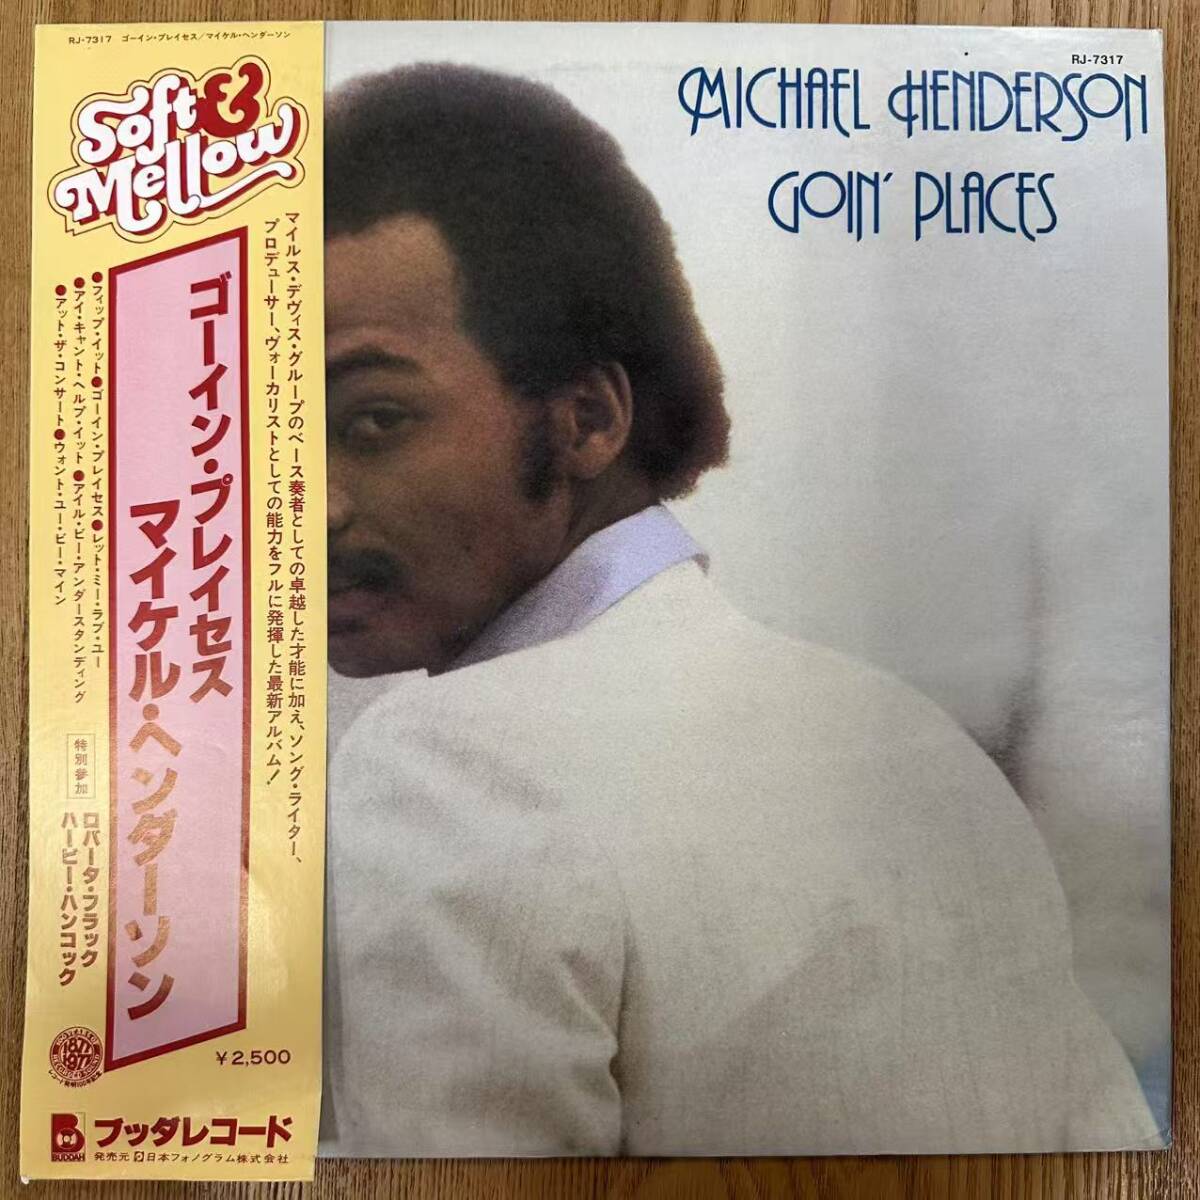 RJ-7317 ゴーイン・プレイセス/マイケル・ヘンダーソン
Soft &
Mellow
マイルス・デヴィス・グループのベース奏者としての卓越した才能に加え、ソング・ライター、
プロデューサー、ヴォーカリストとしての能力をフルに発揮した最新アルバム!
ゴーイン・プレイセス
マイケル・ヘンダーソン
●フィップ・イット●ゴーイン・プレイセス●レット・ミー・ラブ・ユー
●アイ・キャント・ヘルプ・イット●アイル・ビー・アンダースタンディング
●アット・ザ・コンサート●ウォント・ユー・ビー・マイン
特別参加
ロバータ・フラック
ハービー・ハンコック
¥2,500
1877
1977
レコード発明100年記念
BUDDAH
ブッダレコード
発売元 日本フォノグラム株式会社
RJ-7317
MICHAEL HENDERSON
GOIN' PLACES